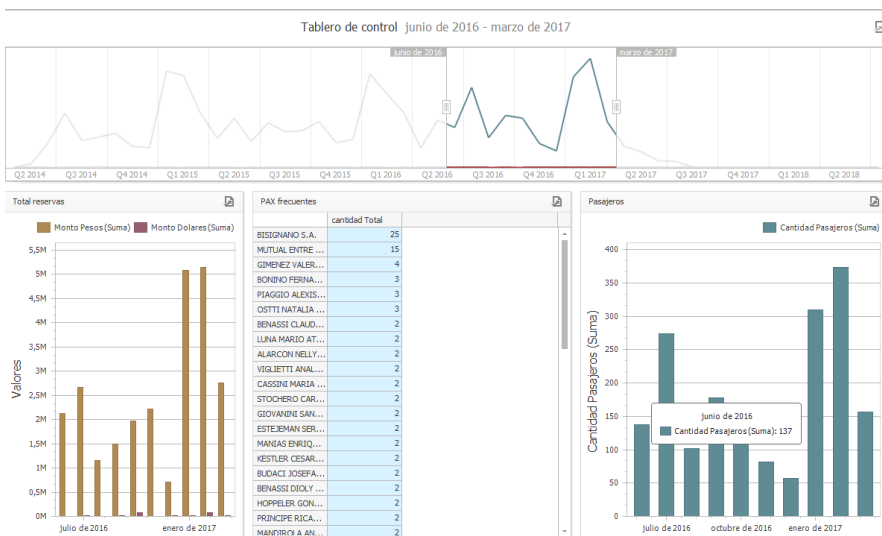 Tablero de control junio de 2016 - marzo de 2017
junio de 2016
marzo de 2017
Q2 2014 Q3 2014 Q4 2014 Q1 2015 Q2 2015 Q3 2015 Q4 2015 Q1 2016 Q2 2016 Q3 2016 Q4 2016 Q1 2017 Q2 2017 Q3 2017 Q4 2017 Q1 2018 Q2 2018
Total reservas
Monto Pesos (Suma) Monto Dolares (Suma)
Valores
5,5M
5M
4,5M
4M
3,5M
3M
2,5M
2M
1,5M
1M
0,5M
0M
julio de 2016 enero de 2017
PAX frecuentes
cantidad Total
BISIGNANO S.A. 25
MUTUAL ENTRE ... 15
GIMENEZ VALER... 4
BONINO FERNA... 3
PIAGGIO ALEXIS... 3
OSTTI NATALIA ... 3
BENASSI CLAUD... 2
LUNA MARIO AT... 2
ALARCON NELLY... 2
VIGLIETTI ANAL... 2
CASSINI MARIA ... 2
STOCHERO CAR... 2
GIOVANINI SAN... 2
ESTEJEMAN SER... 2
MANIAS ENRIQ... 2
KESTLER CESAR... 2
BUDACI JOSEFA... 2
BENASSI DIOLY ... 2
HOPPELER GON... 2
PRINCIPE RICA... 2
MANDIROLA AN... 2
Pasajeros
Cantidad Pasajeros (Suma)
Cantidad Pasajeros (Suma)
400
350
300
250
200
150
100
50
0
junio de 2016
Cantidad Pasajeros (Suma): 137
julio de 2016 octubre de 2016 enero de 2017